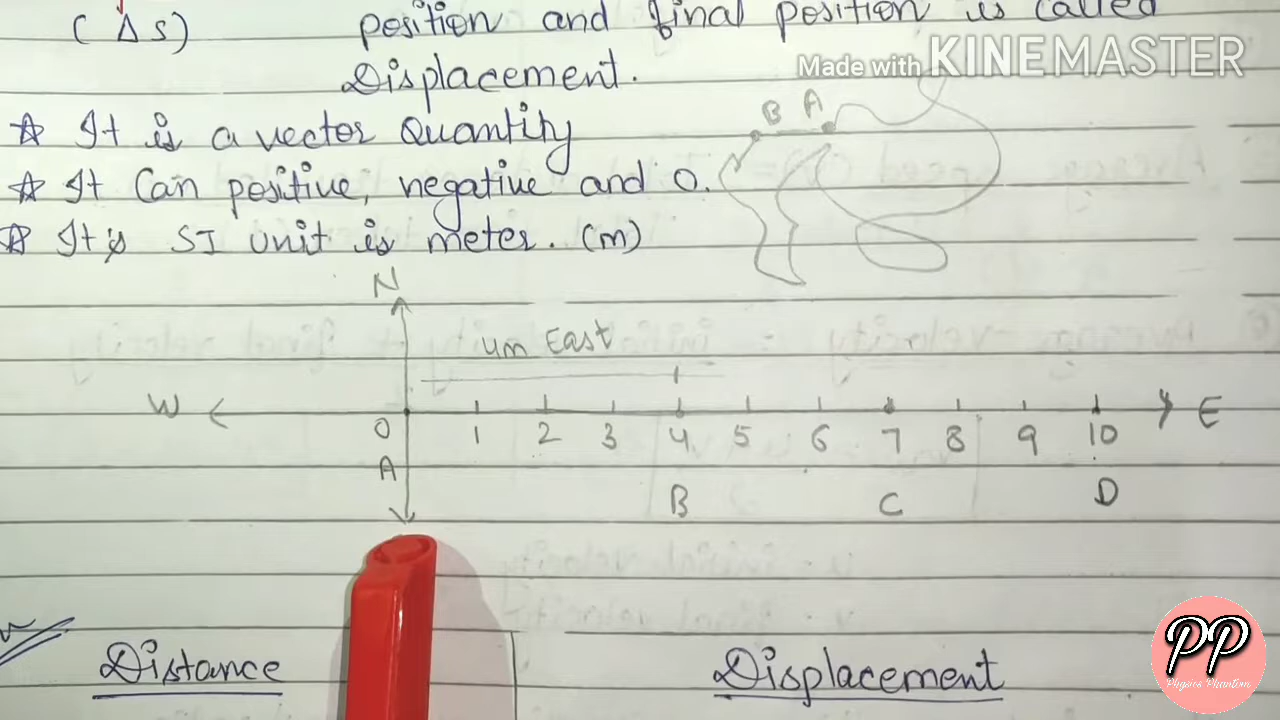 (Δs) position and final position is called
Made with KINEMASTER
Displacement.
B A
☆ It is a vector Quantity
☆ It Can positive, negative and 0.
☆ It's SI unit is meter. (m)
N
4m East
W E
0 1 2 3 4 5 6 7 8 9 10
A B C D
Distance Displacement
PP
Physics Phantom